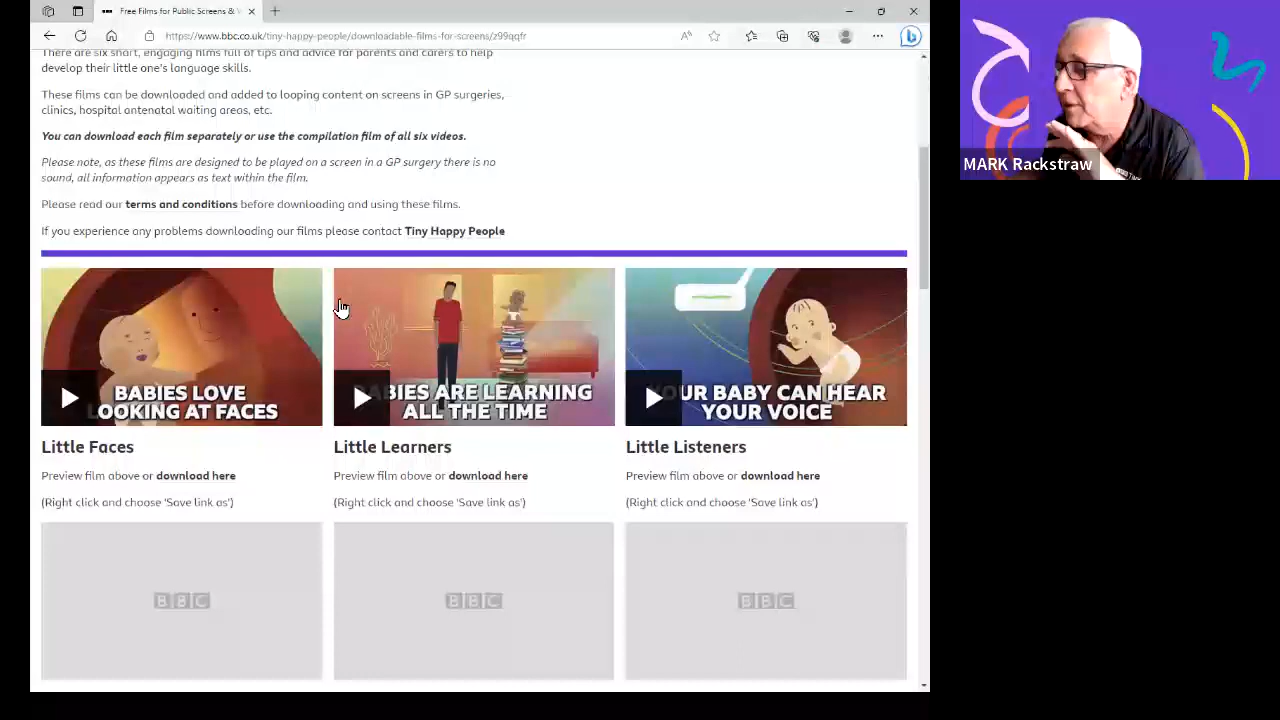 Free Films for Public Screens &
https://www.bbc.co.uk/tiny-happy-people/downloadable-films-for-screens/z99qqfr
There are six short, engaging films full of tips and advice for parents and carers to help
develop their little one's language skills.
These films can be downloaded and added to looping content on screens in GP surgeries,
clinics, hospital antenatal waiting areas, etc.
You can download each film separately or use the compilation film of all six videos.
Please note, as these films are designed to be played on a screen in a GP surgery there is no
sound, all information appears as text within the film.
Please read our terms and conditions before downloading and using these films.
If you experience any problems downloading our films please contact Tiny Happy People
BABIES LOVE
LOOKING AT FACES
BABIES ARE LEARNING
ALL THE TIME
YOUR BABY CAN HEAR
YOUR VOICE
Little Faces
Little Learners
Little Listeners
Preview film above or download here
Preview film above or download here
Preview film above or download here
(Right click and choose 'Save link as')
(Right click and choose 'Save link as')
(Right click and choose 'Save link as')
BBC
BBC
BBC
MARK Rackstraw